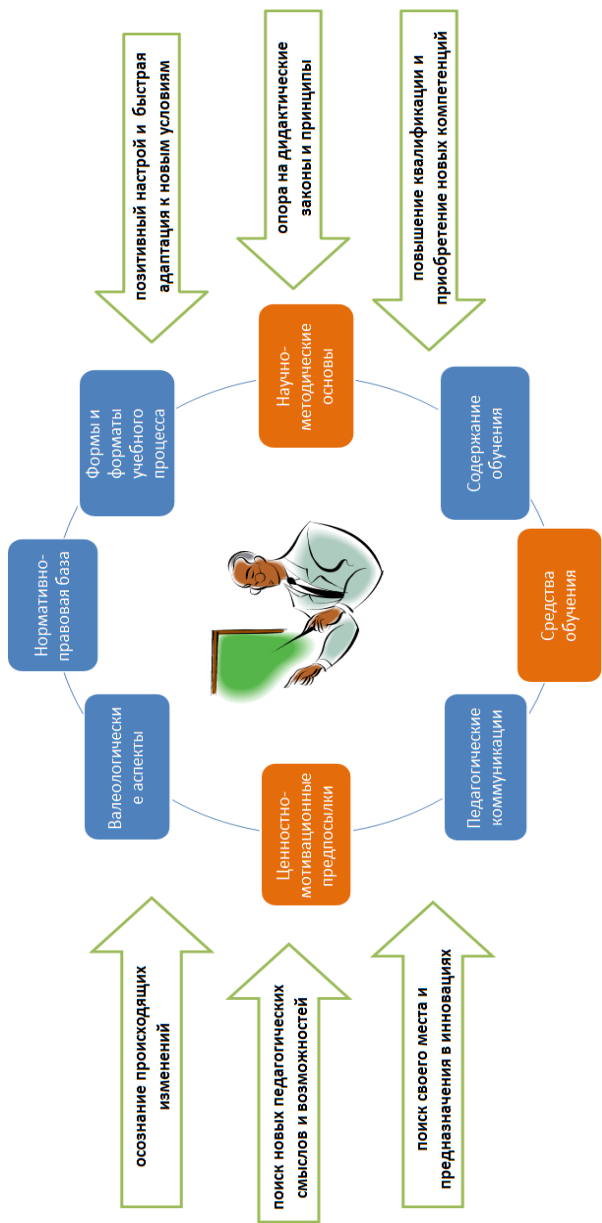 осознание происходящих
изменений
поиск новых педагогических
смыслов и возможностей
поиск своего места и
предназначения в инновациях
Нормативно-
правовая база
Формы и
форматы
учебного
процесса
Научно-
методические
основы
Содержание
обучения
Средства
обучения
Педагогические
коммуникации
Ценностно-
мотивационные
предпосылки
Валеологически
е аспекты
позитивный настрой и быстрая
адаптация к новым условиям
опора на дидактические
законы и принципы
повышение квалификации и
приобретение новых компетенций